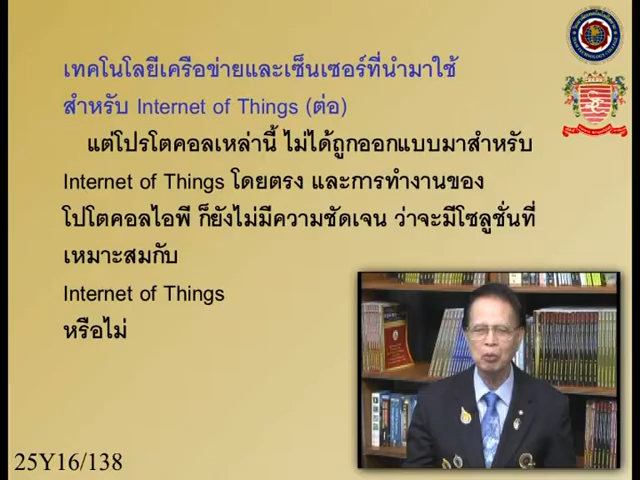 เทคโนโลยีเครือข่ายและเซ็นเซอร์ที่นำมาใช้
สำหรับ Internet of Things (ต่อ)
แต่โปรโตคอลเหล่านี้ ไม่ได้ถูกออกแบบมาสำหรับ
Internet of Things โดยตรง และการทำงานของ
โปโตคอลไอพี ก็ยังไม่มีความชัดเจน ว่าจะมีโซลูชั่นที่
เหมาะสมกับ
Internet of Things
หรือไม่
25Y16/138